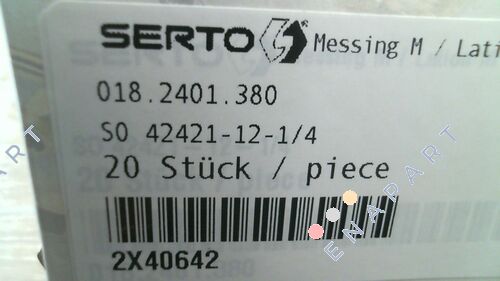 SERTO Messing M / Lati
018.2401.380
SO 42421-12-1/4
20 Stück / piece
2X40642
ENAPART